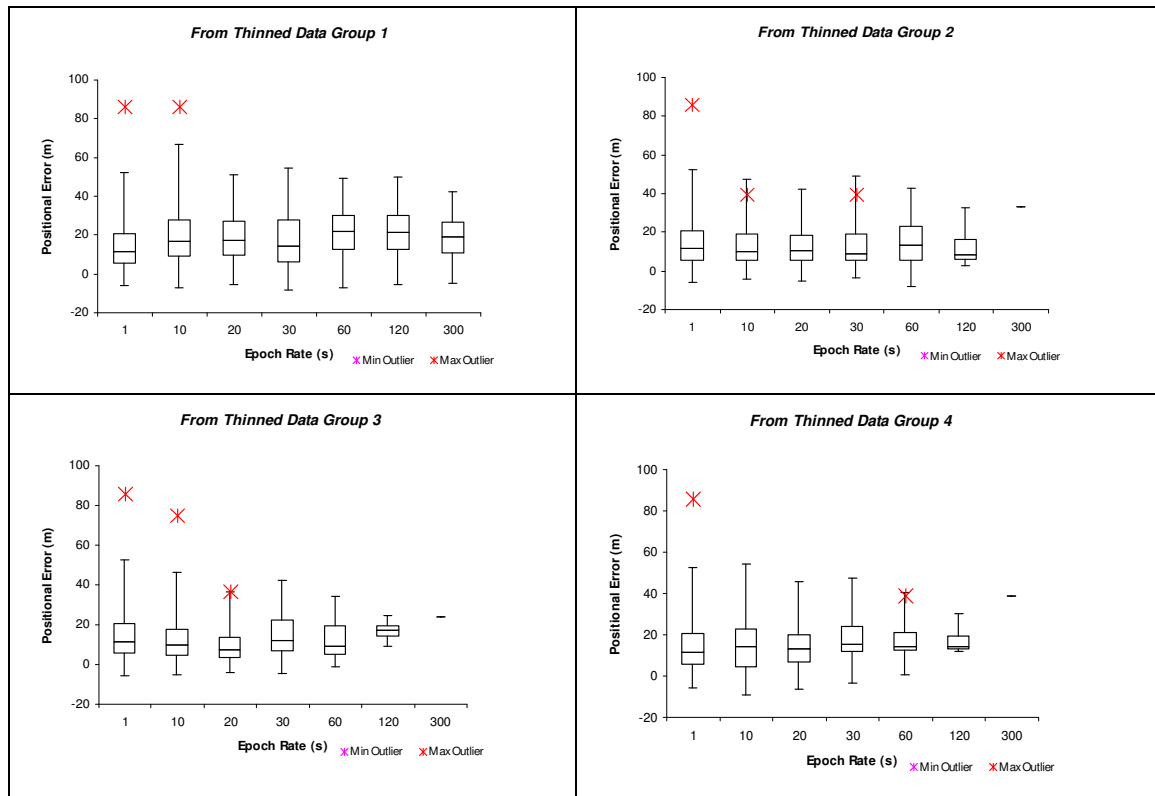 From Thinned Data Group 1
100
80
60
40
20
0
-20
Positional Error (m)
1 10 20 30 60 120 300
Epoch Rate (s)
Min Outlier Max Outlier
From Thinned Data Group 2
100
80
60
40
20
0
-20
Positional Error (m)
1 10 20 30 60 120 300
Epoch Rate (s)
Min Outlier Max Outlier
From Thinned Data Group 3
100
80
60
40
20
0
-20
Positional Error (m)
1 10 20 30 60 120 300
Epoch Rate (s)
Min Outlier Max Outlier
From Thinned Data Group 4
100
80
60
40
20
0
-20
Positional Error (m)
1 10 20 30 60 120 300
Epoch Rate (s)
Min Outlier Max Outlier